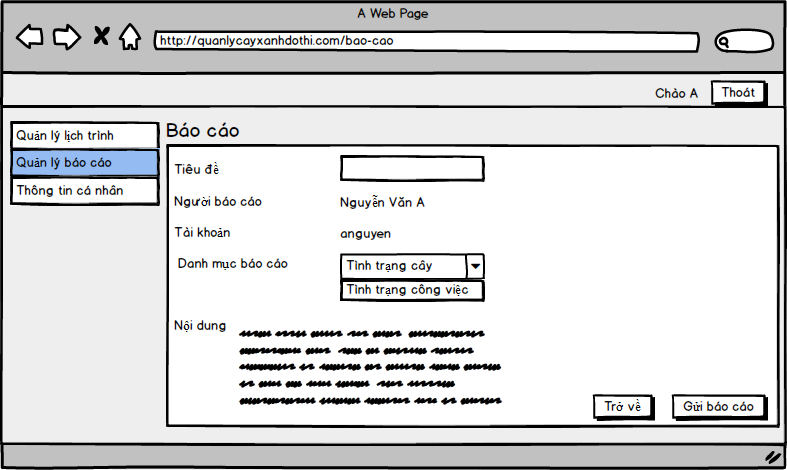 A Web Page
http://quanlycayxanhdothi.com/bao-cao
Chào A
Thoát
Quản lý lịch trình
Quản lý báo cáo
Thông tin cá nhân
Báo cáo
Tiêu đề
Người báo cáo Nguyễn Văn A
Tài khoản anguyen
Danh mục báo cáo Tình trạng cây
Tình trạng công việc
Nội dung
Trở về
Gửi báo cáo